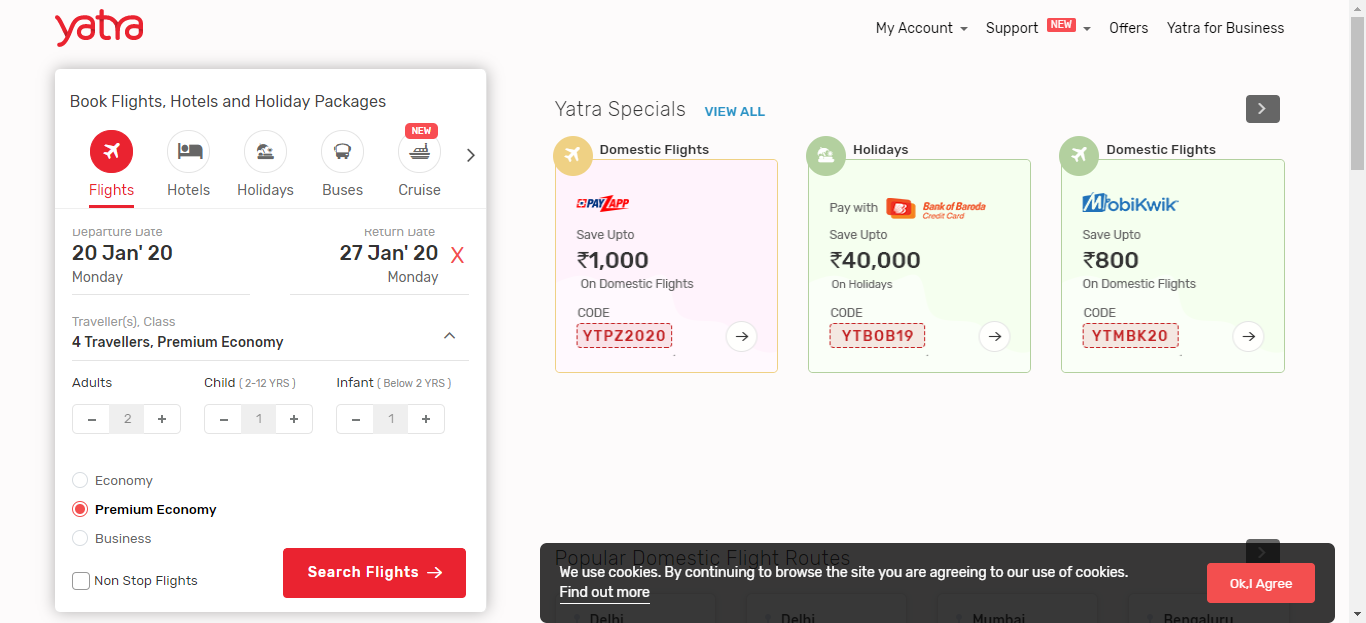 yatra
My Account
Support NEW
Offers
Yatra for Business
Book Flights, Hotels and Holiday Packages
NEW
Flights
Hotels
Holidays
Buses
Cruise
Departure Date
Return Date
20 Jan' 20
27 Jan' 20 X
Monday
Monday
Traveller(s), Class
4 Travellers, Premium Economy
Adults
Child ( 2-12 YRS )
Infant ( Below 2 YRS )
− 2 +
− 1 +
− 1 +
Economy
Premium Economy
Business
Non Stop Flights
Search Flights →
Yatra Specials VIEW ALL
Domestic Flights
PAYZAPP
Save Upto
₹1,000
On Domestic Flights
CODE
YTPZ2020
Holidays
Pay with Bank of Baroda
Credit Card
Save Upto
₹40,000
On Holidays
CODE
YTBOB19
Domestic Flights
MobiKwik
Save Upto
₹800
On Domestic Flights
CODE
YTMBK20
Popular Domestic Flight Routes
We use cookies. By continuing to browse the site you are agreeing to our use of cookies.
Find out more
Ok,I Agree
Delhi
Delhi
Mumbai
Bengaluru